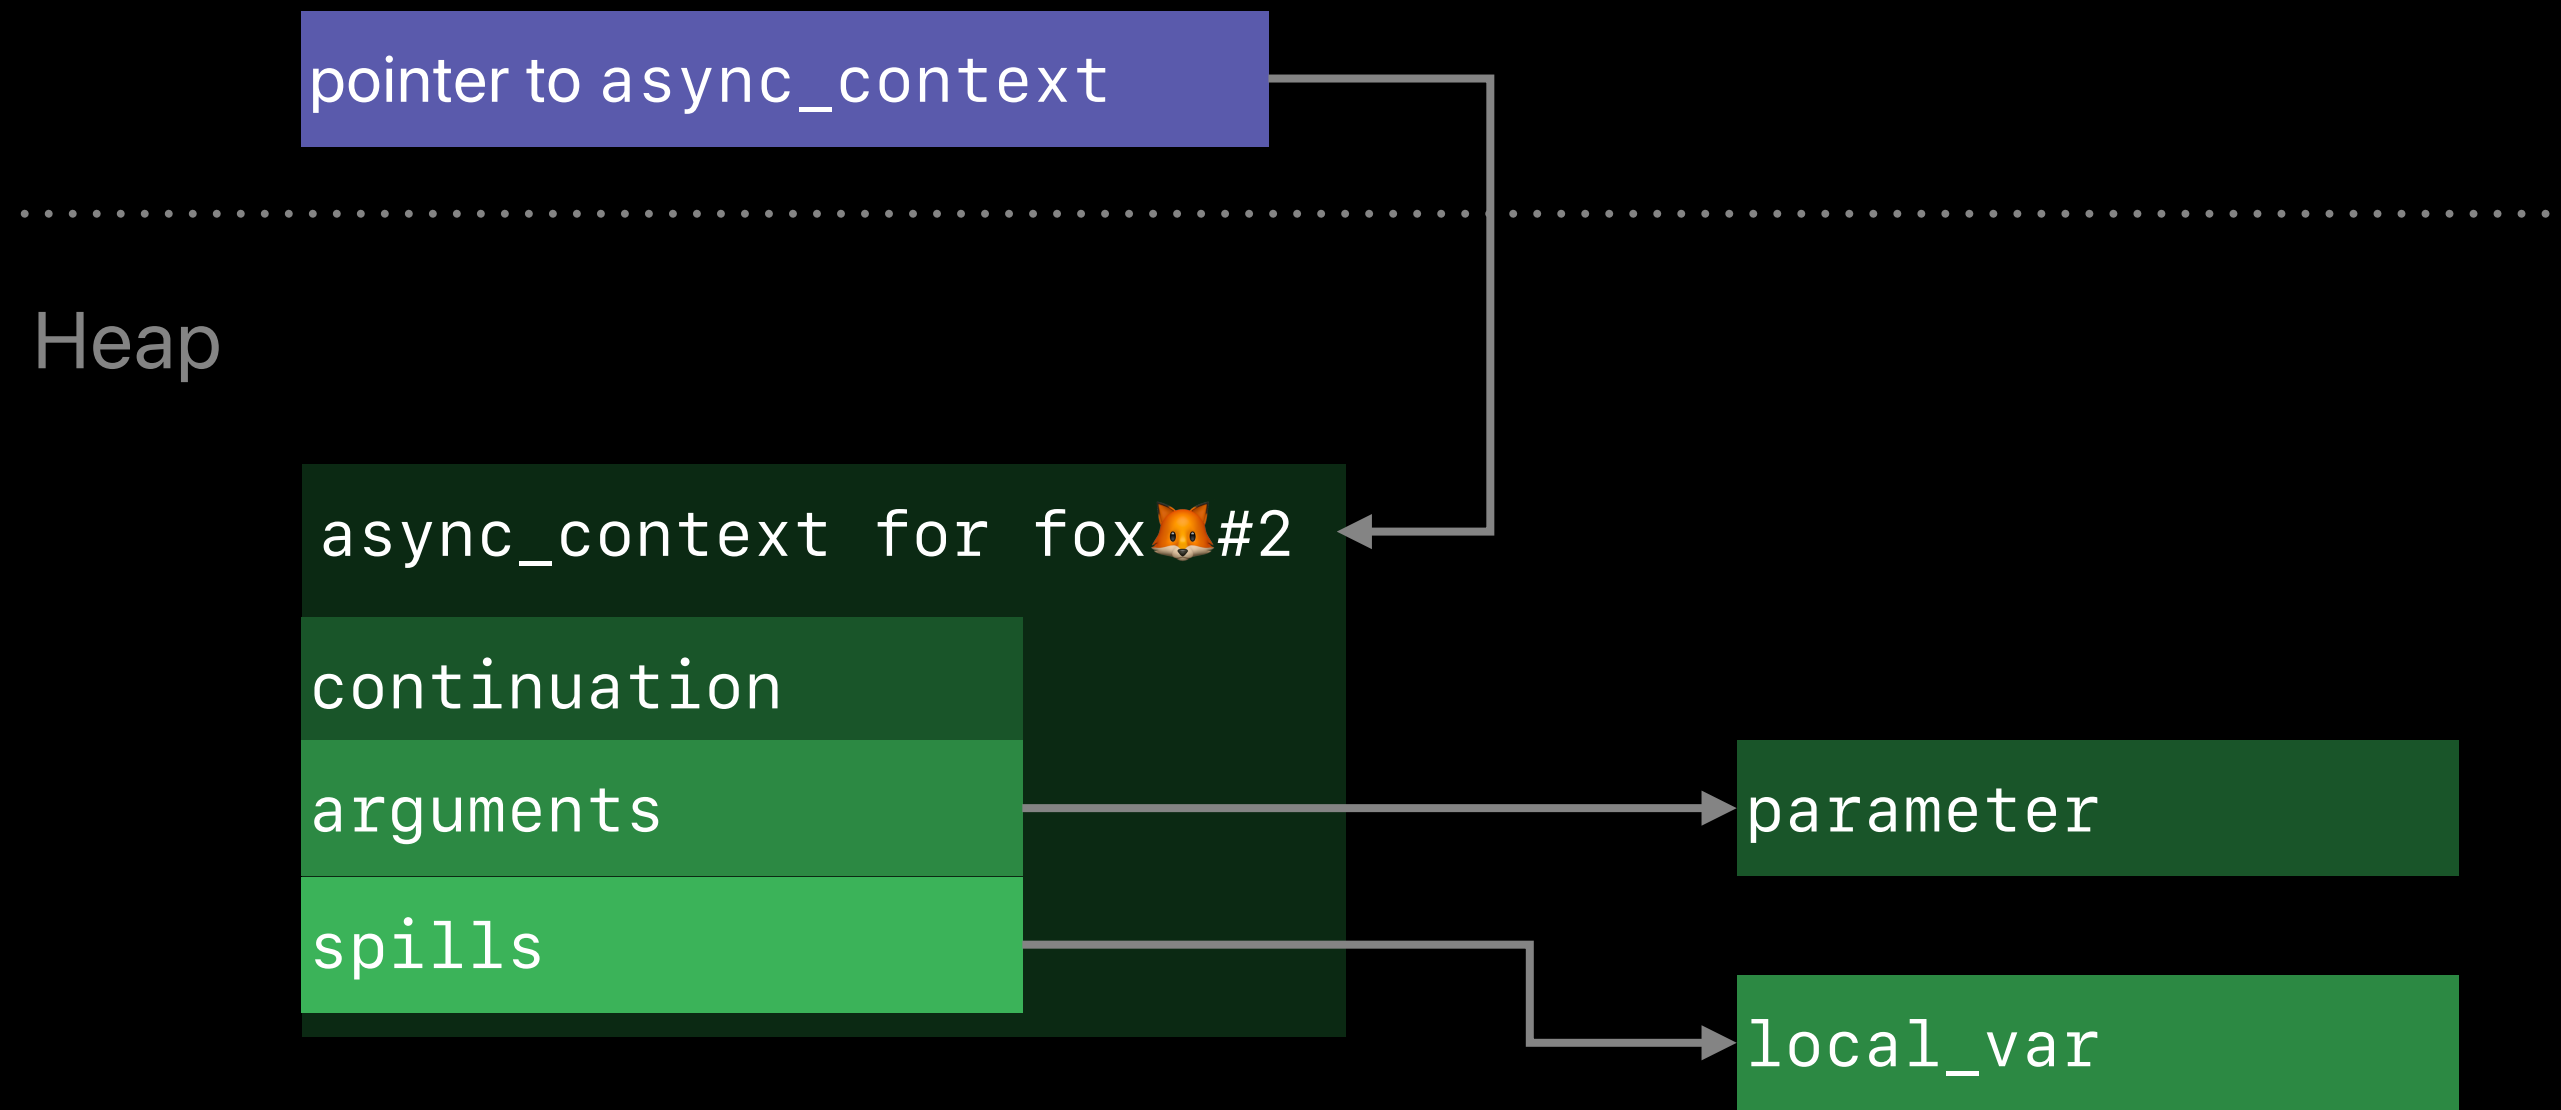 pointer to async_context
Heap
async_context for fox🦊#2
continuation
arguments
parameter
spills
local_var